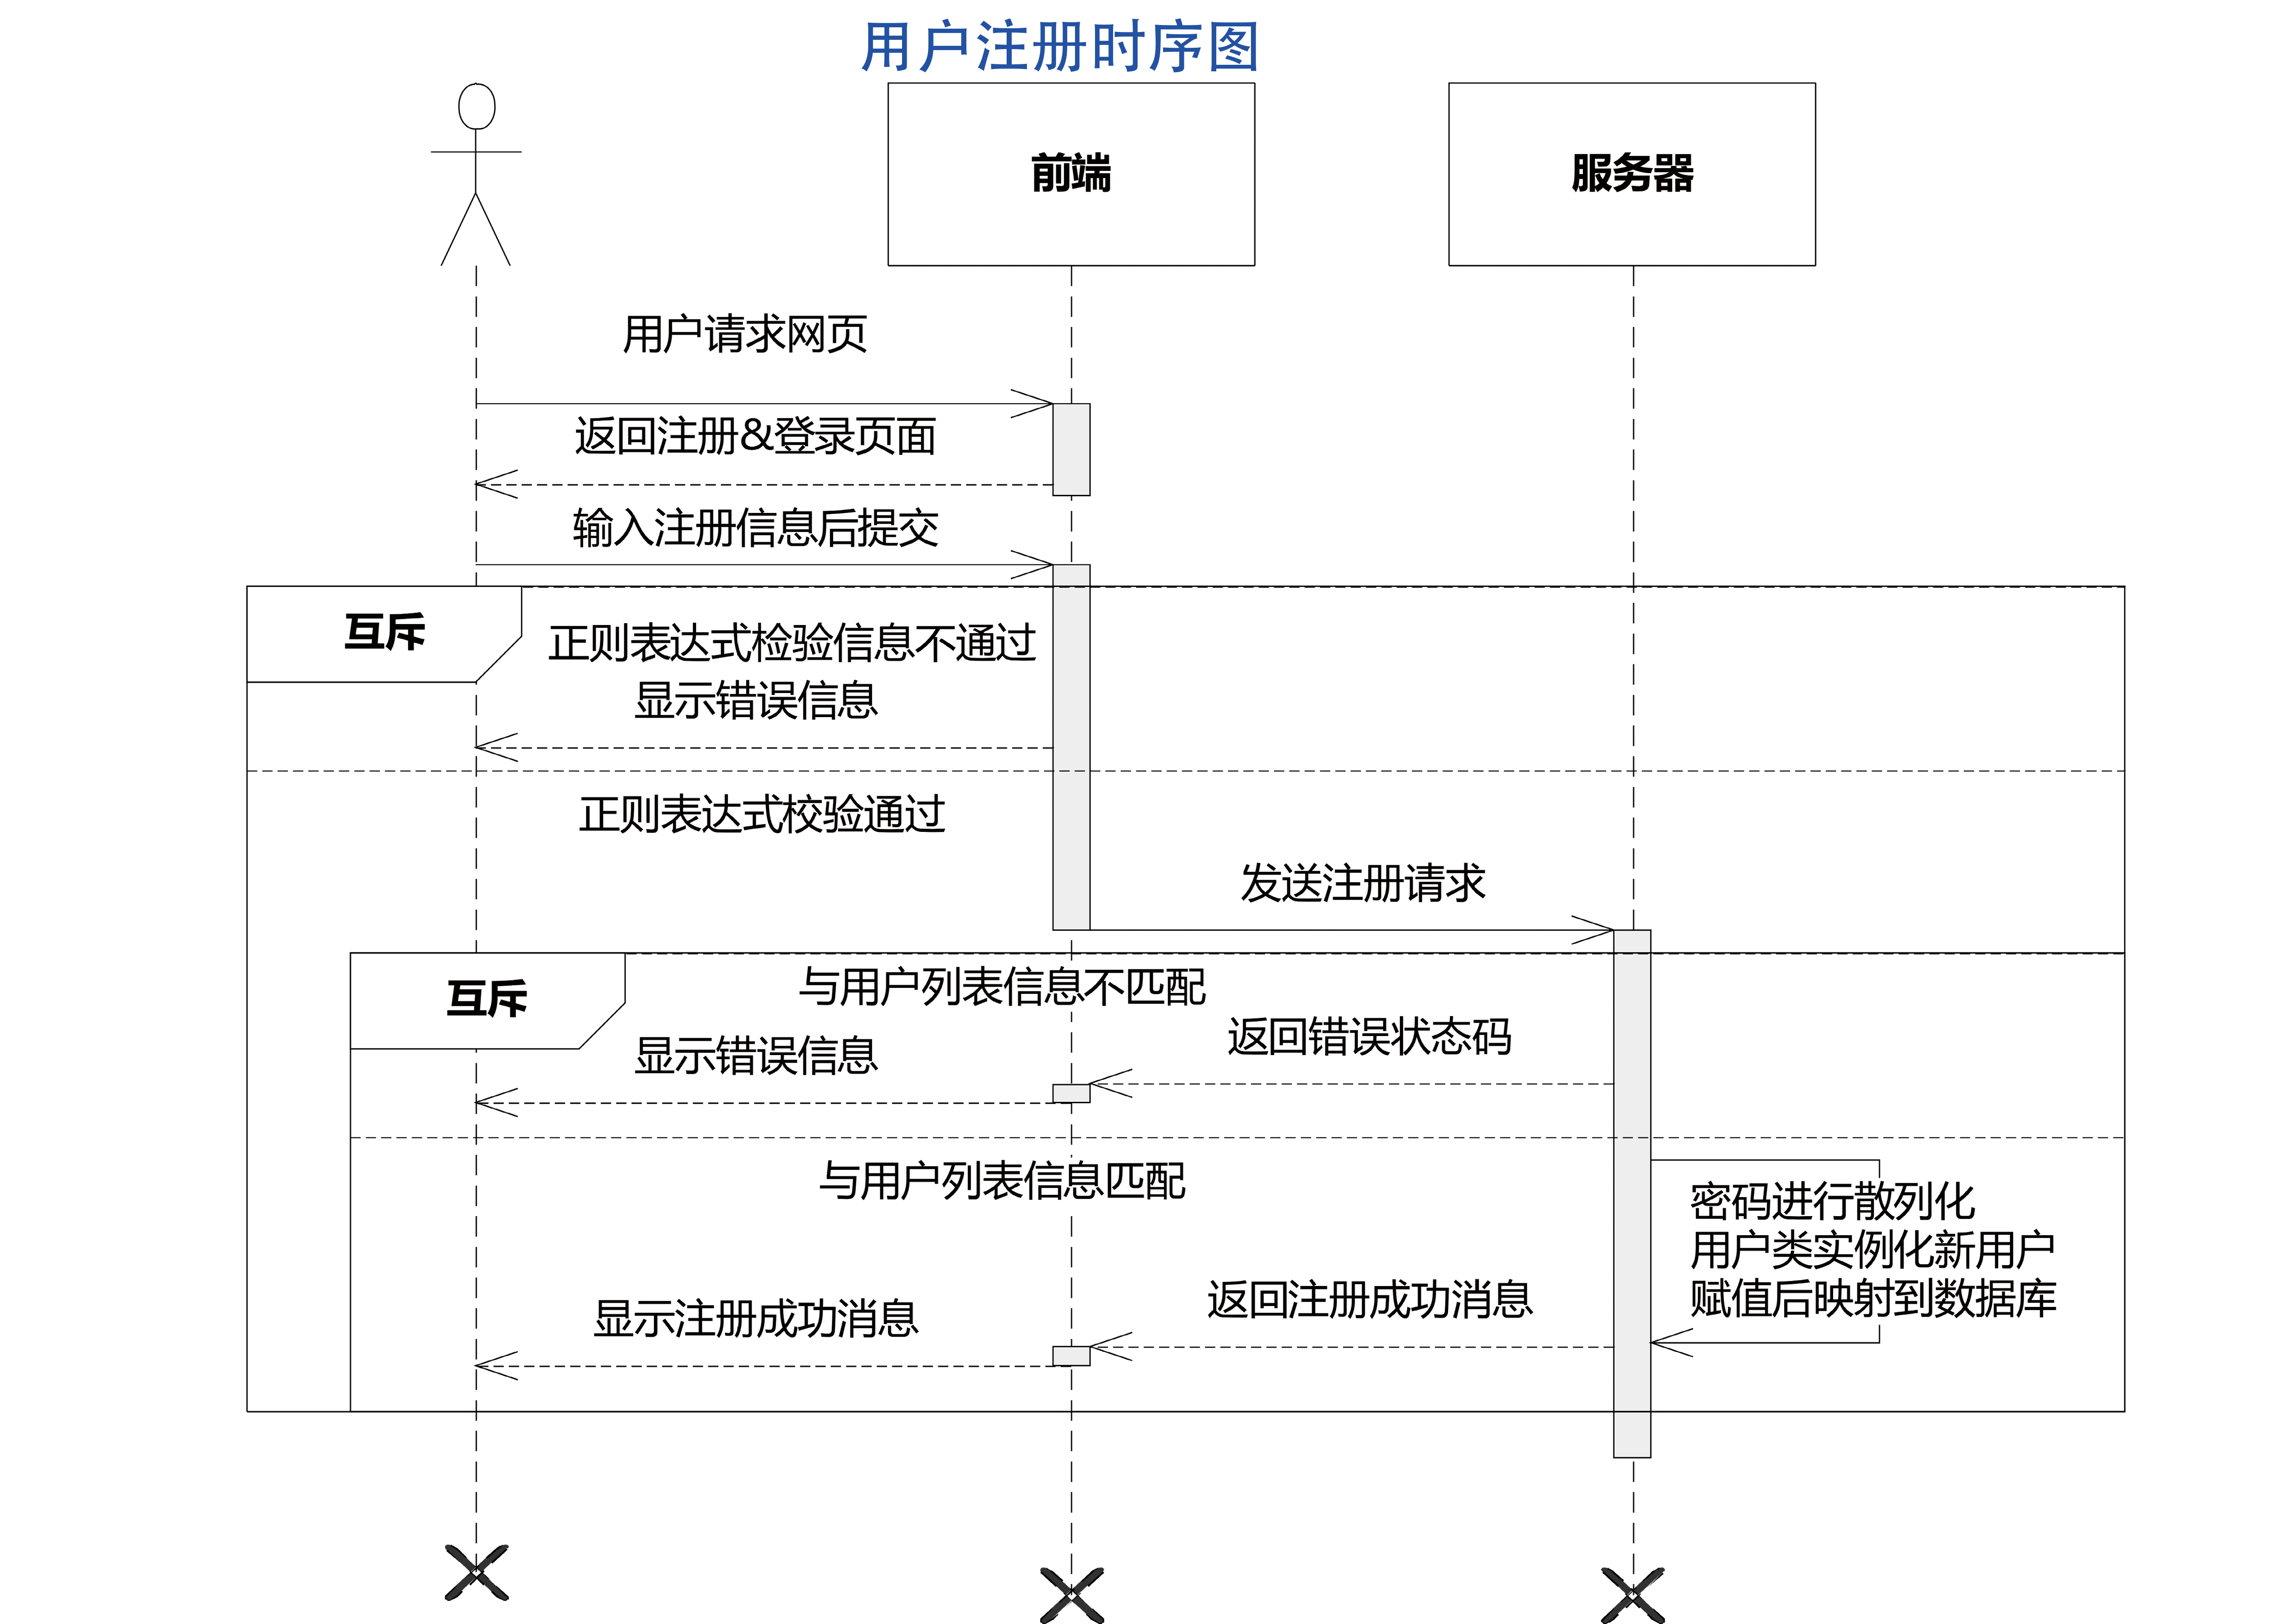 用户注册时序图
前端
服务器
用户请求网页
返回注册&登录页面
输入注册信息后提交
互斥
正则表达式检验信息不通过
显示错误信息
正则表达式校验通过
发送注册请求
互斥
与用户列表信息不匹配
返回错误状态码
显示错误信息
与用户列表信息匹配
密码进行散列化
用户类实例化新用户
赋值后映射到数据库
返回注册成功消息
显示注册成功消息